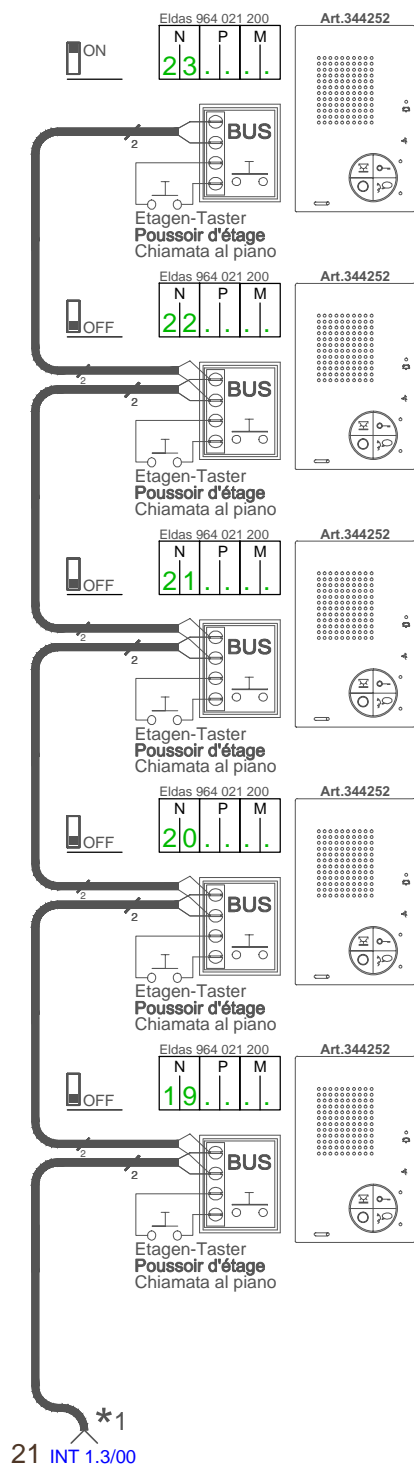 Eldas 964 021 200 Art.344252
ON N P M
23. . . .
2 BUS
Etagen-Taster
Poussoir d'étage
Chiamata al piano
Eldas 964 021 200 Art.344252
OFF N P M
22. . . .
2
2 BUS
Etagen-Taster
Poussoir d'étage
Chiamata al piano
Eldas 964 021 200 Art.344252
OFF N P M
21. . . .
2
2 BUS
Etagen-Taster
Poussoir d'étage
Chiamata al piano
Eldas 964 021 200 Art.344252
OFF N P M
20. . . .
2
2 BUS
Etagen-Taster
Poussoir d'étage
Chiamata al piano
Eldas 964 021 200 Art.344252
OFF N P M
19. . . .
2
2 BUS
Etagen-Taster
Poussoir d'étage
Chiamata al piano
*1
21 INT 1.3/00